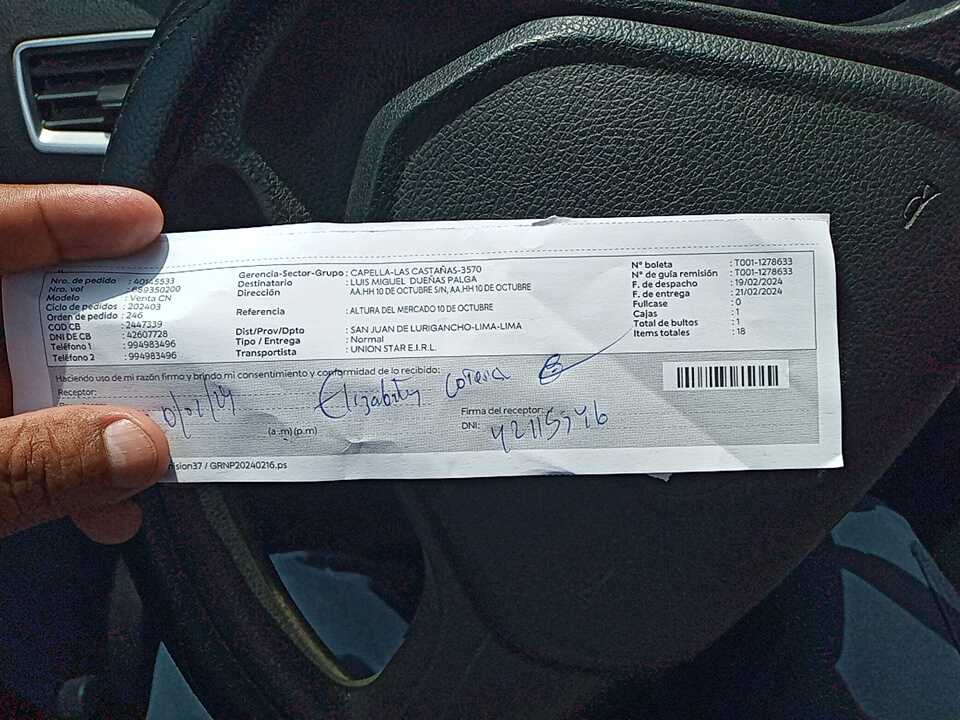 Nro. de pedido : 40145533
Nro. vol : 659350200
Modelo : Venta CN
Ciclo de pedidos : 202403
Orden de pedido : 246
COD CB : 2447339
DNI DE CB : 42607728
Teléfono 1 : 994983496
Teléfono 2 : 994983496
Gerencia-Sector-Grupo : CAPELLA-LAS CASTAÑAS-3570
Destinatario : LUIS MIGUEL DUEÑAS PALGA
Dirección : AA.HH 10 DE OCTUBRE S/N, AA.HH 10 DE OCTUBRE
Referencia : ALTURA DEL MERCADO 10 DE OCTUBRE
Dist/Prov/Dpto : SAN JUAN DE LURIGANCHO-LIMA-LIMA
Tipo / Entrega : Normal
Transportista : UNION STAR E.I.R.L.
N° boleta : T001-1278633
N° de guía remisión : T001-1278633
F. de despacho : 19/02/2024
F. de entrega : 21/02/2024
Fullcase : 0
Cajas : 1
Total de bultos : 1
Items totales : 18
Haciendo uso de mi razón firmo y brindo mi consentimiento y conformidad de lo recibido:
Receptor:
Elizabeth
(a .m) (p.m)
Firma del receptor:
DNI:
/ GRNP20240216.ps